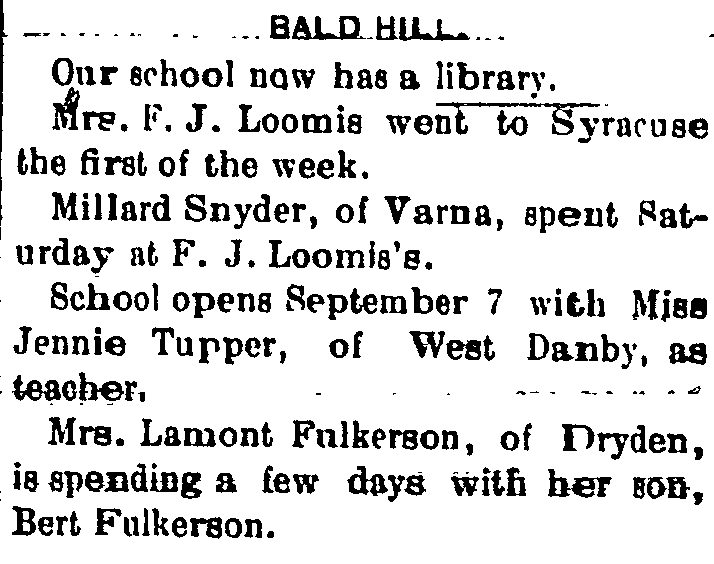 BALD HILL.
Our school now has a library.
Mrs. F. J. Loomis went to Syracuse
the first of the week.
Millard Snyder, of Varna, spent Sat-
urday at F. J. Loomis's.
School opens September 7 with Miss
Jennie Tupper, of West Danby, as
teacher.
Mrs. Lamont Fulkerson, of Dryden,
is spending a few days with her son,
Bert Fulkerson.